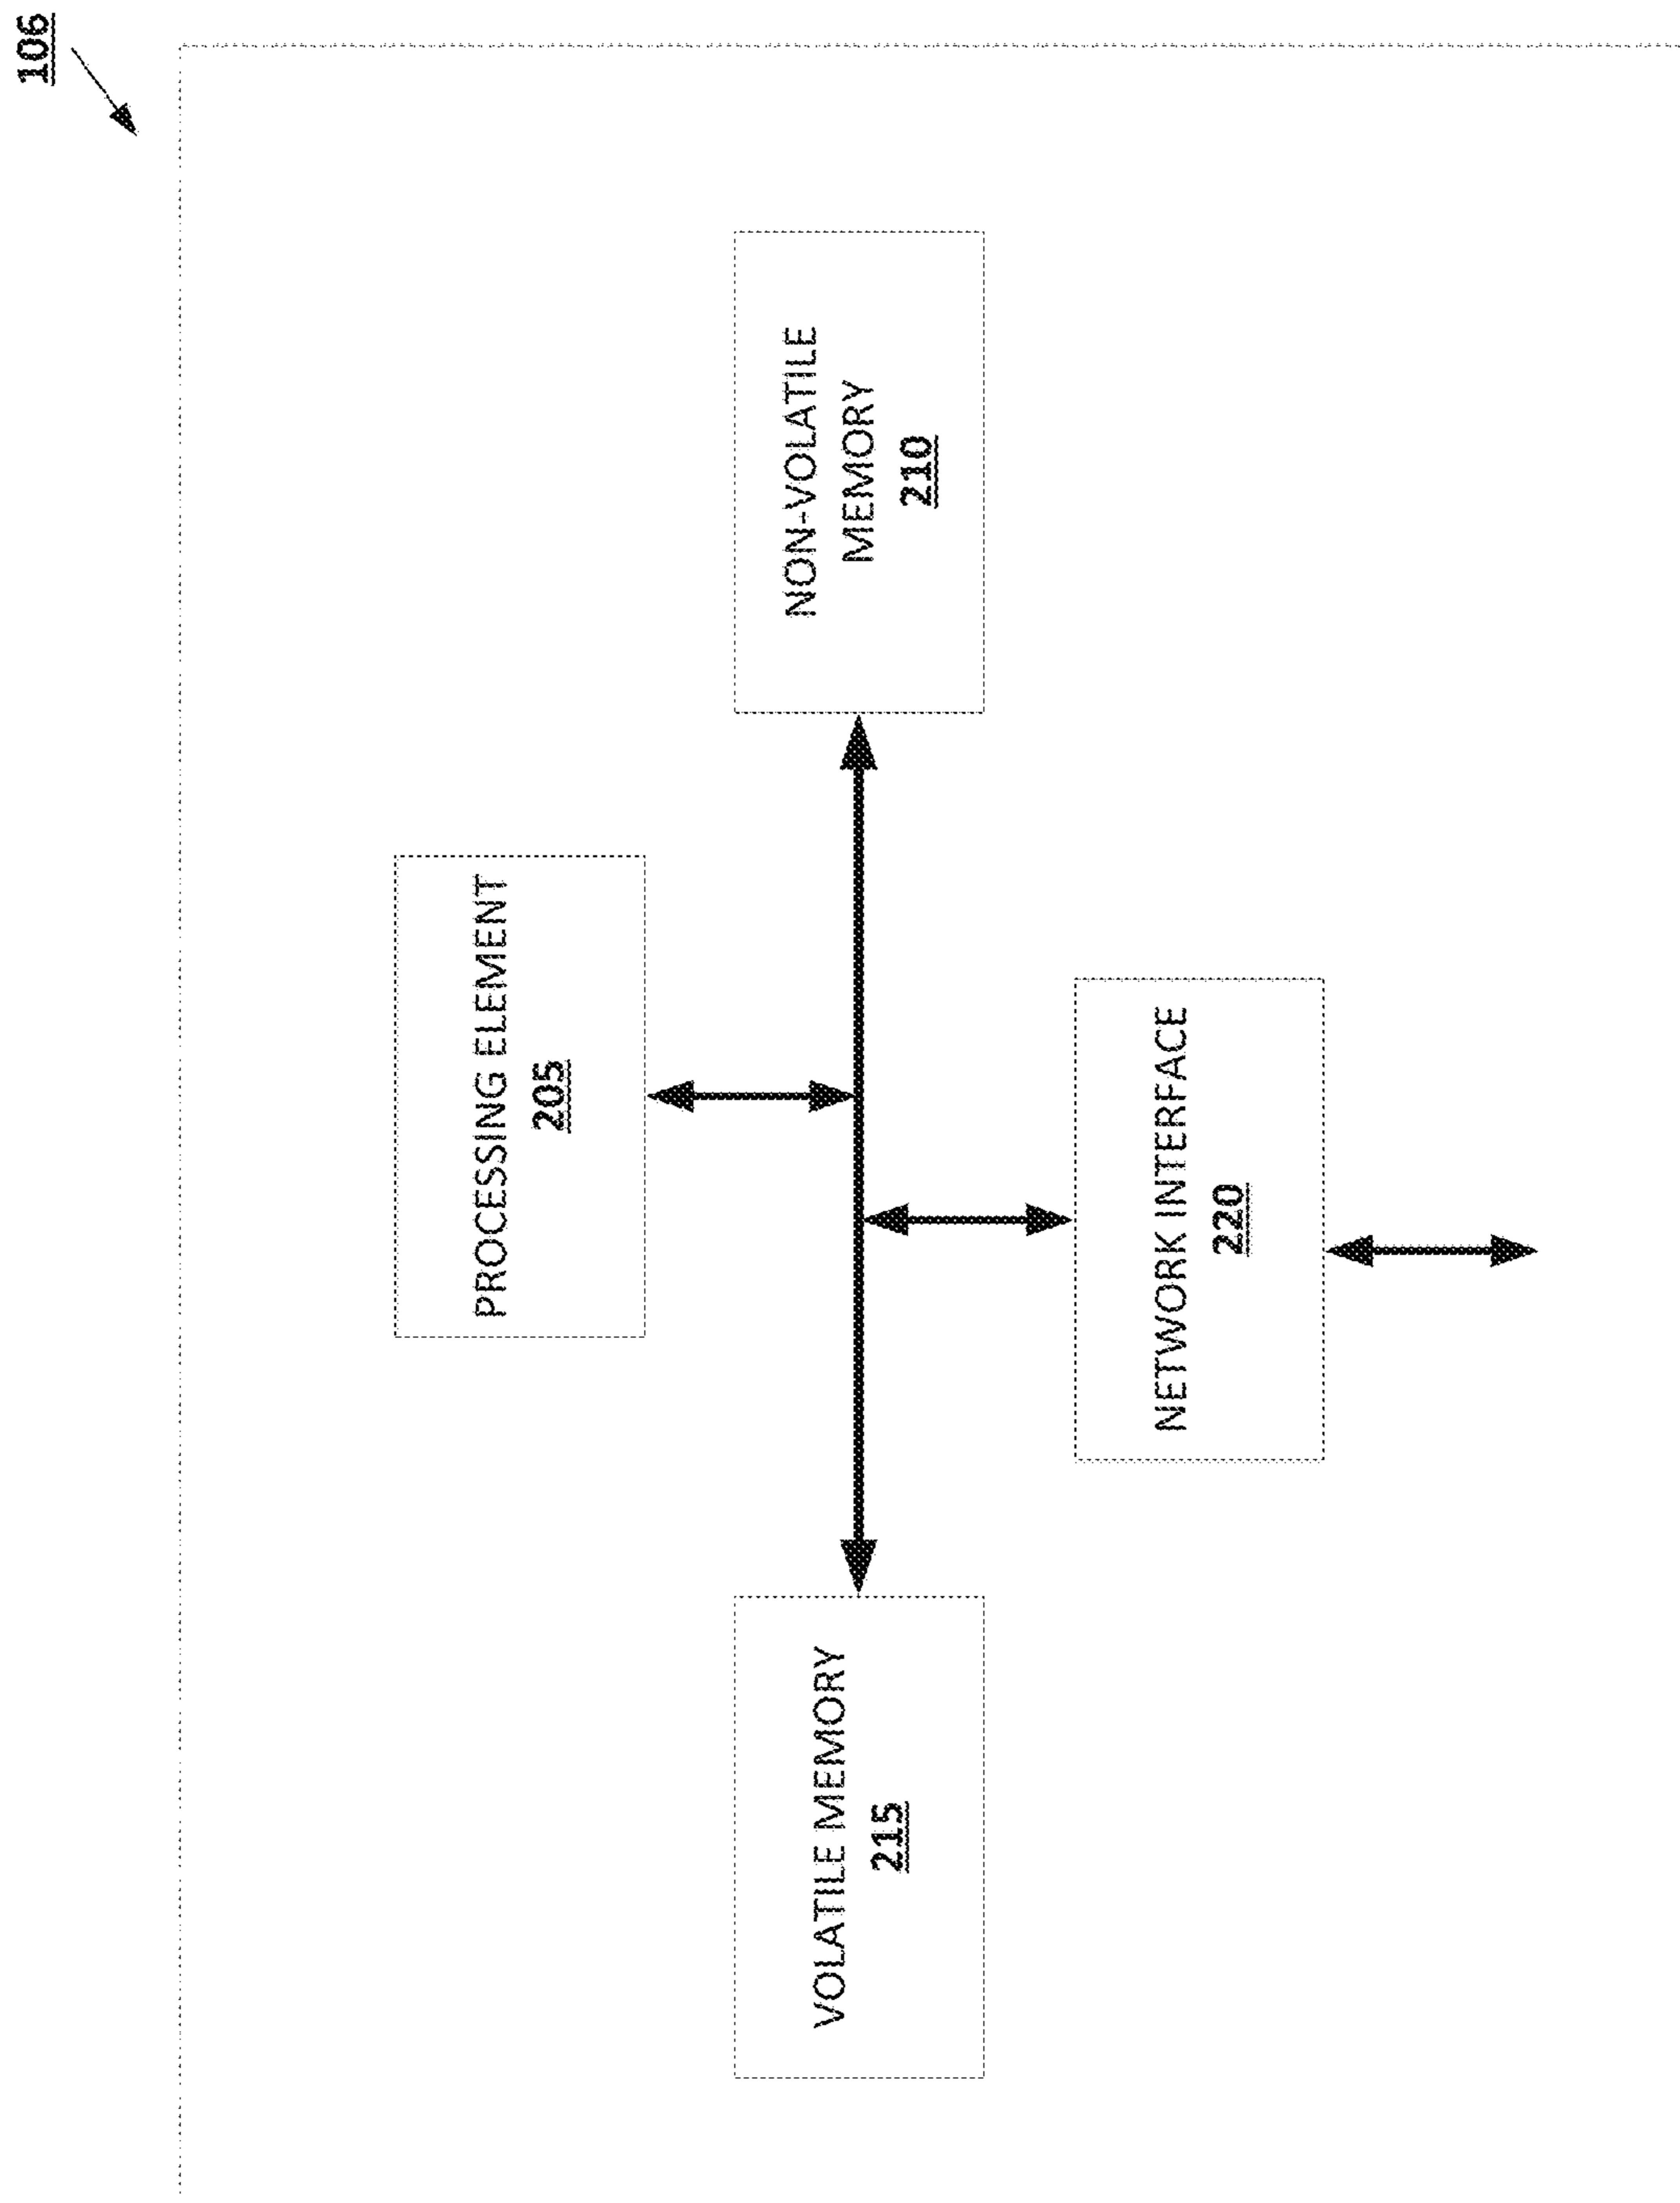 106
PROCESSING ELEMENT
205
VOLATILE MEMORY
215
NON-VOLATILE
MEMORY
210
NETWORK INTERFACE
220